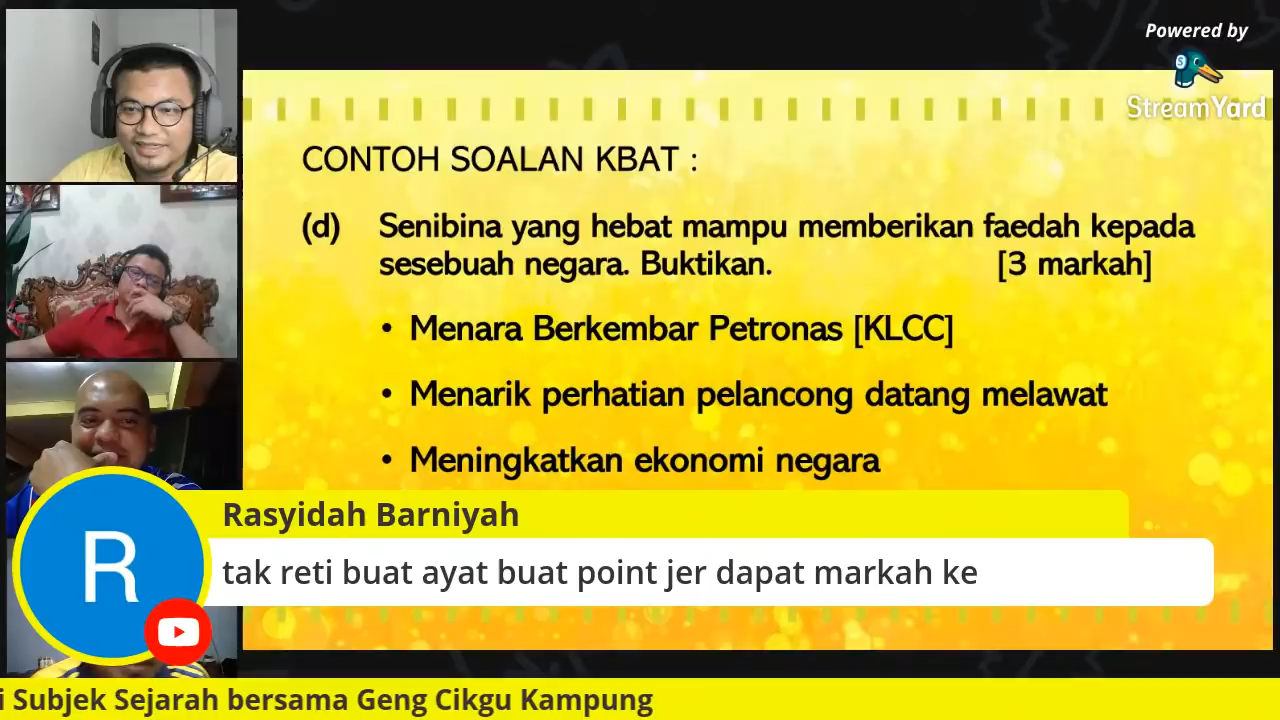 Powered by
StreamYard
CONTOH SOALAN KBAT :
(d) Senibina yang hebat mampu memberikan faedah kepada
sesebuah negara. Buktikan. [3 markah]
• Menara Berkembar Petronas [KLCC]
• Menarik perhatian pelancong datang melawat
• Meningkatkan ekonomi negara
R
Rasyidah Barniyah
tak reti buat ayat buat point jer dapat markah ke
i Subjek Sejarah bersama Geng Cikgu Kampung